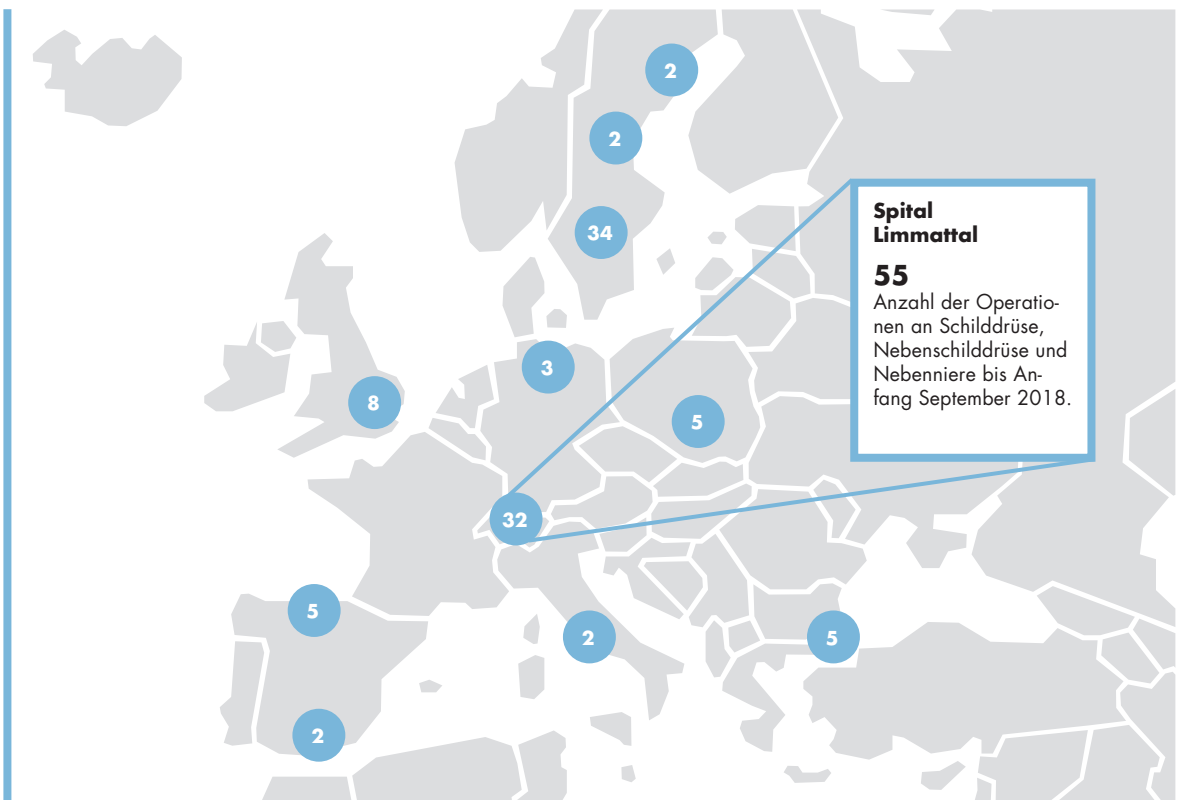 2
2
34
Spital
Limmattal
55
Anzahl der Operatio-
nen an Schilddrüse,
Nebenschilddrüse und
Nebenniere bis An-
fang September 2018.
3
8
5
32
5
2
5
2